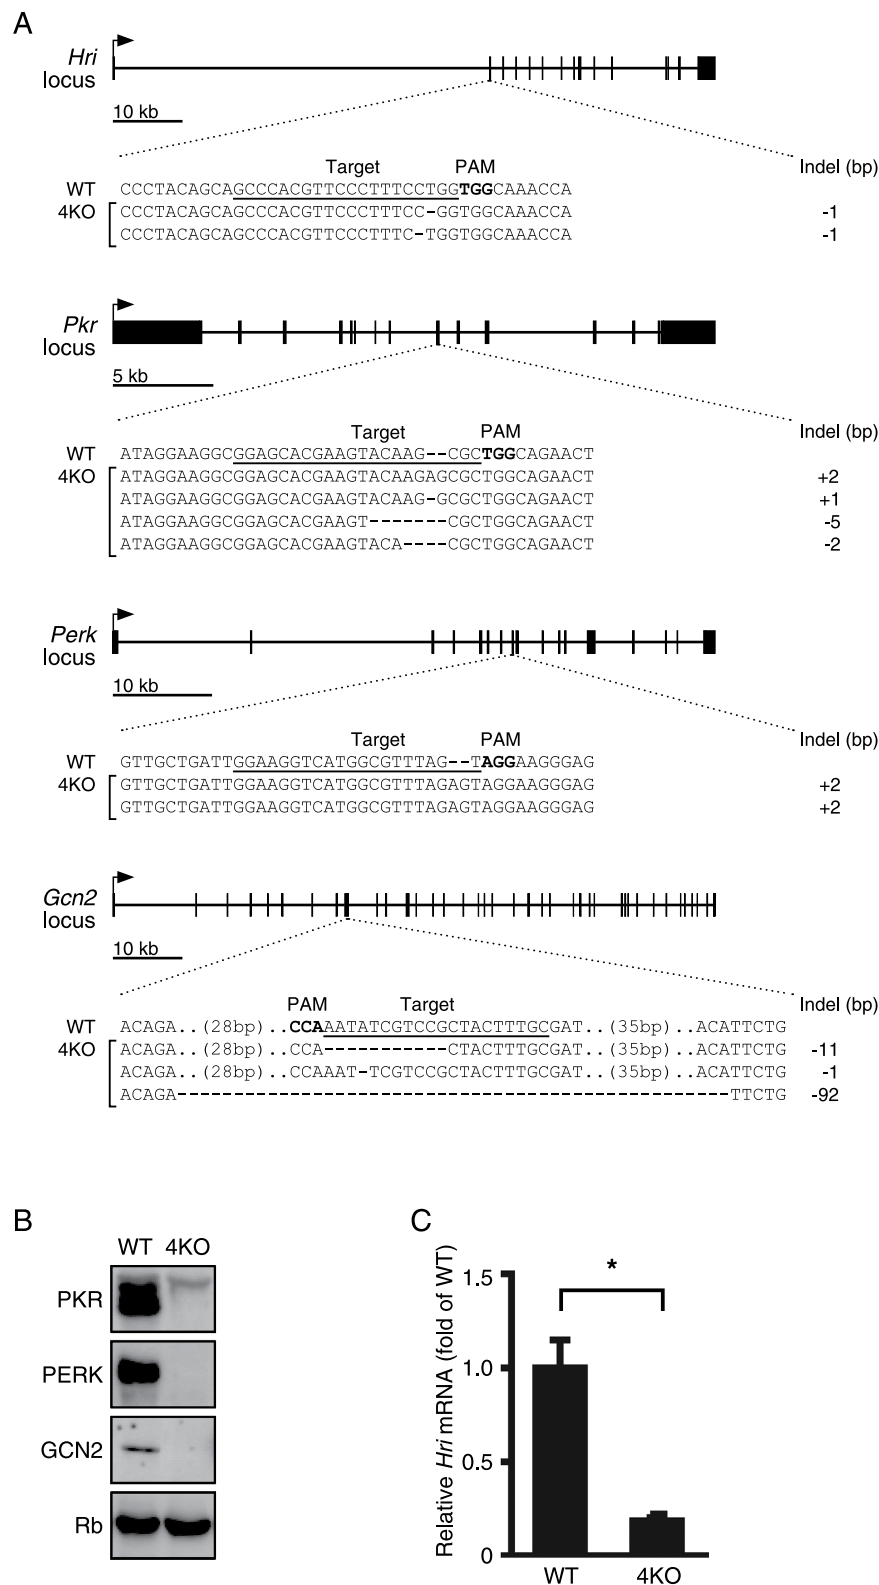 A
Hri
locus
10 kb
Target PAM Indel (bp)
WT CCCTACAGCAGCCCACGTTCCCTTTCCTGGTGGCAAACCA
4KO CCCTACAGCAGCCCACGTTCCCTTTCC-GGTGGCAAACCA -1
CCCTACAGCAGCCCACGTTCCCTTTC-TGGTGGCAAACCA -1
Pkr
locus
5 kb
Target PAM Indel (bp)
WT ATAGGAAGGCGGAGCACGAAGTACAAG--CGCTGGCAGAACT
4KO ATAGGAAGGCGGAGCACGAAGTACAAGAGCGCTGGCAGAACT +2
ATAGGAAGGCGGAGCACGAAGTACAAG-GCGCTGGCAGAACT +1
ATAGGAAGGCGGAGCACGAAGT-------CGCTGGCAGAACT -5
ATAGGAAGGCGGAGCACGAAGTACA----CGCTGGCAGAACT -2
Perk
locus
10 kb
Target PAM Indel (bp)
WT GTTGCTGATTGGAAGGTCATGGCGTTTAG--TAGGAAGGGAG
4KO GTTGCTGATTGGAAGGTCATGGCGTTTAGAGTAGGAAGGGAG +2
GTTGCTGATTGGAAGGTCATGGCGTTTAGAGTAGGAAGGGAG +2
Gcn2
locus
10 kb
PAM Target Indel (bp)
WT ACAGA..(28bp)..CCAAATATCGTCCGCTACTTTGCGAT..(35bp)..ACATTCTG
4KO ACAGA..(28bp)..CCA-----------CTACTTTGCGAT..(35bp)..ACATTCTG -11
ACAGA..(28bp)..CCAAAT-TCGTCCGCTACTTTGCGAT..(35bp)..ACATTCTG -1
ACAGA-------------------------------------------------TTCTG -92
B
WT 4KO
PKR
PERK
GCN2
Rb
C
Relative Hri mRNA (fold of WT)
1.5
1.0
0.5
0
*
WT 4KO